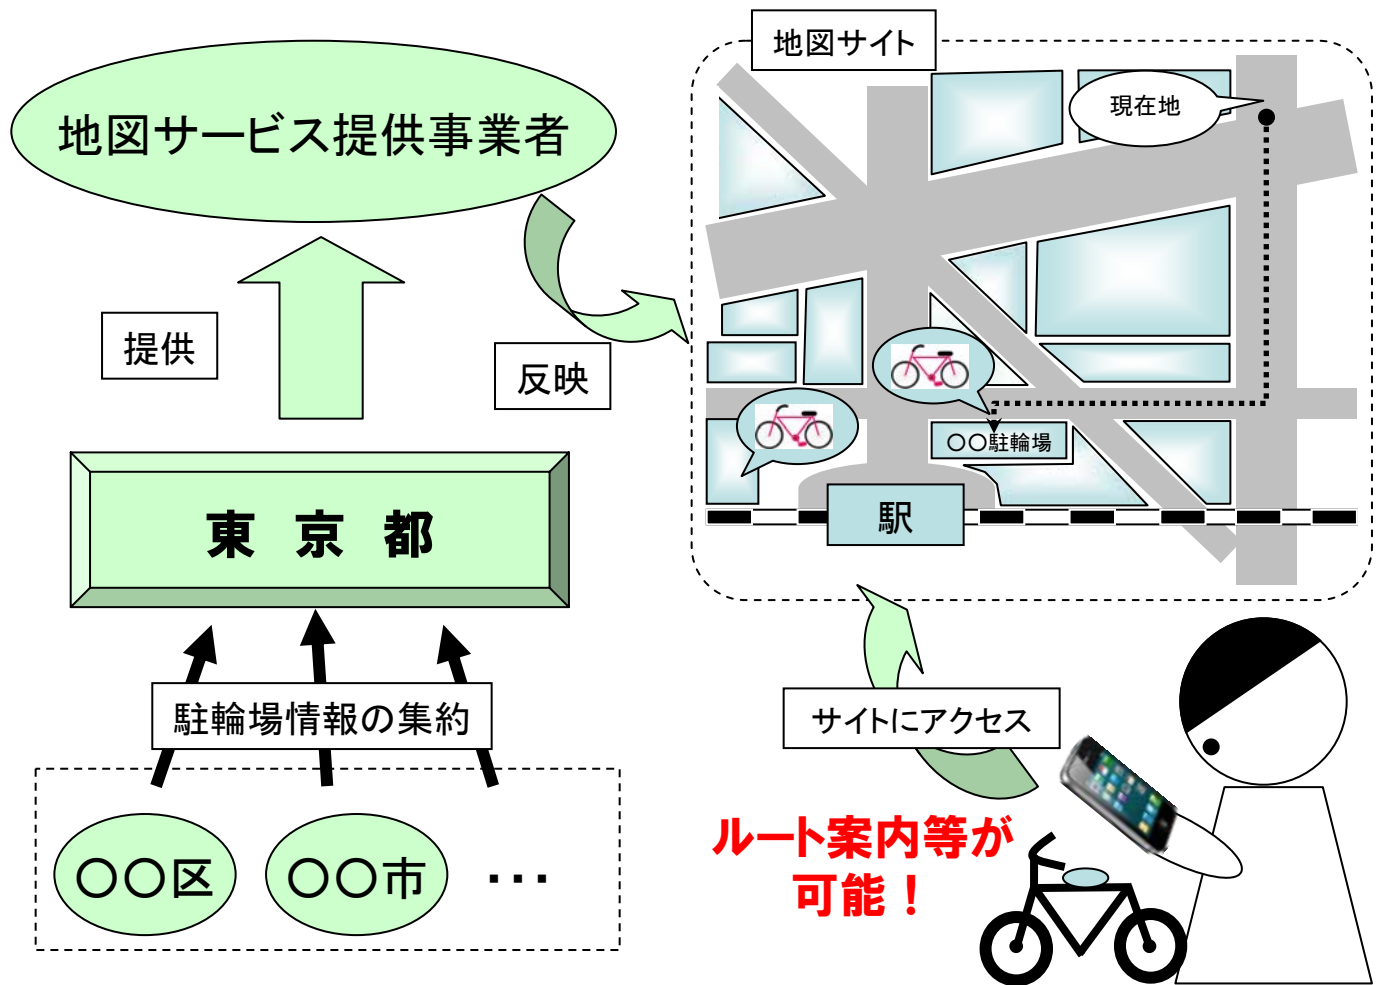 地図サービス提供事業者
提供
反映
東 京 都
駐輪場情報の集約
〇〇区
〇〇市
・・・
地図サイト
現在地
〇〇駐輪場
駅
サイトにアクセス
ルート案内等が
可能！